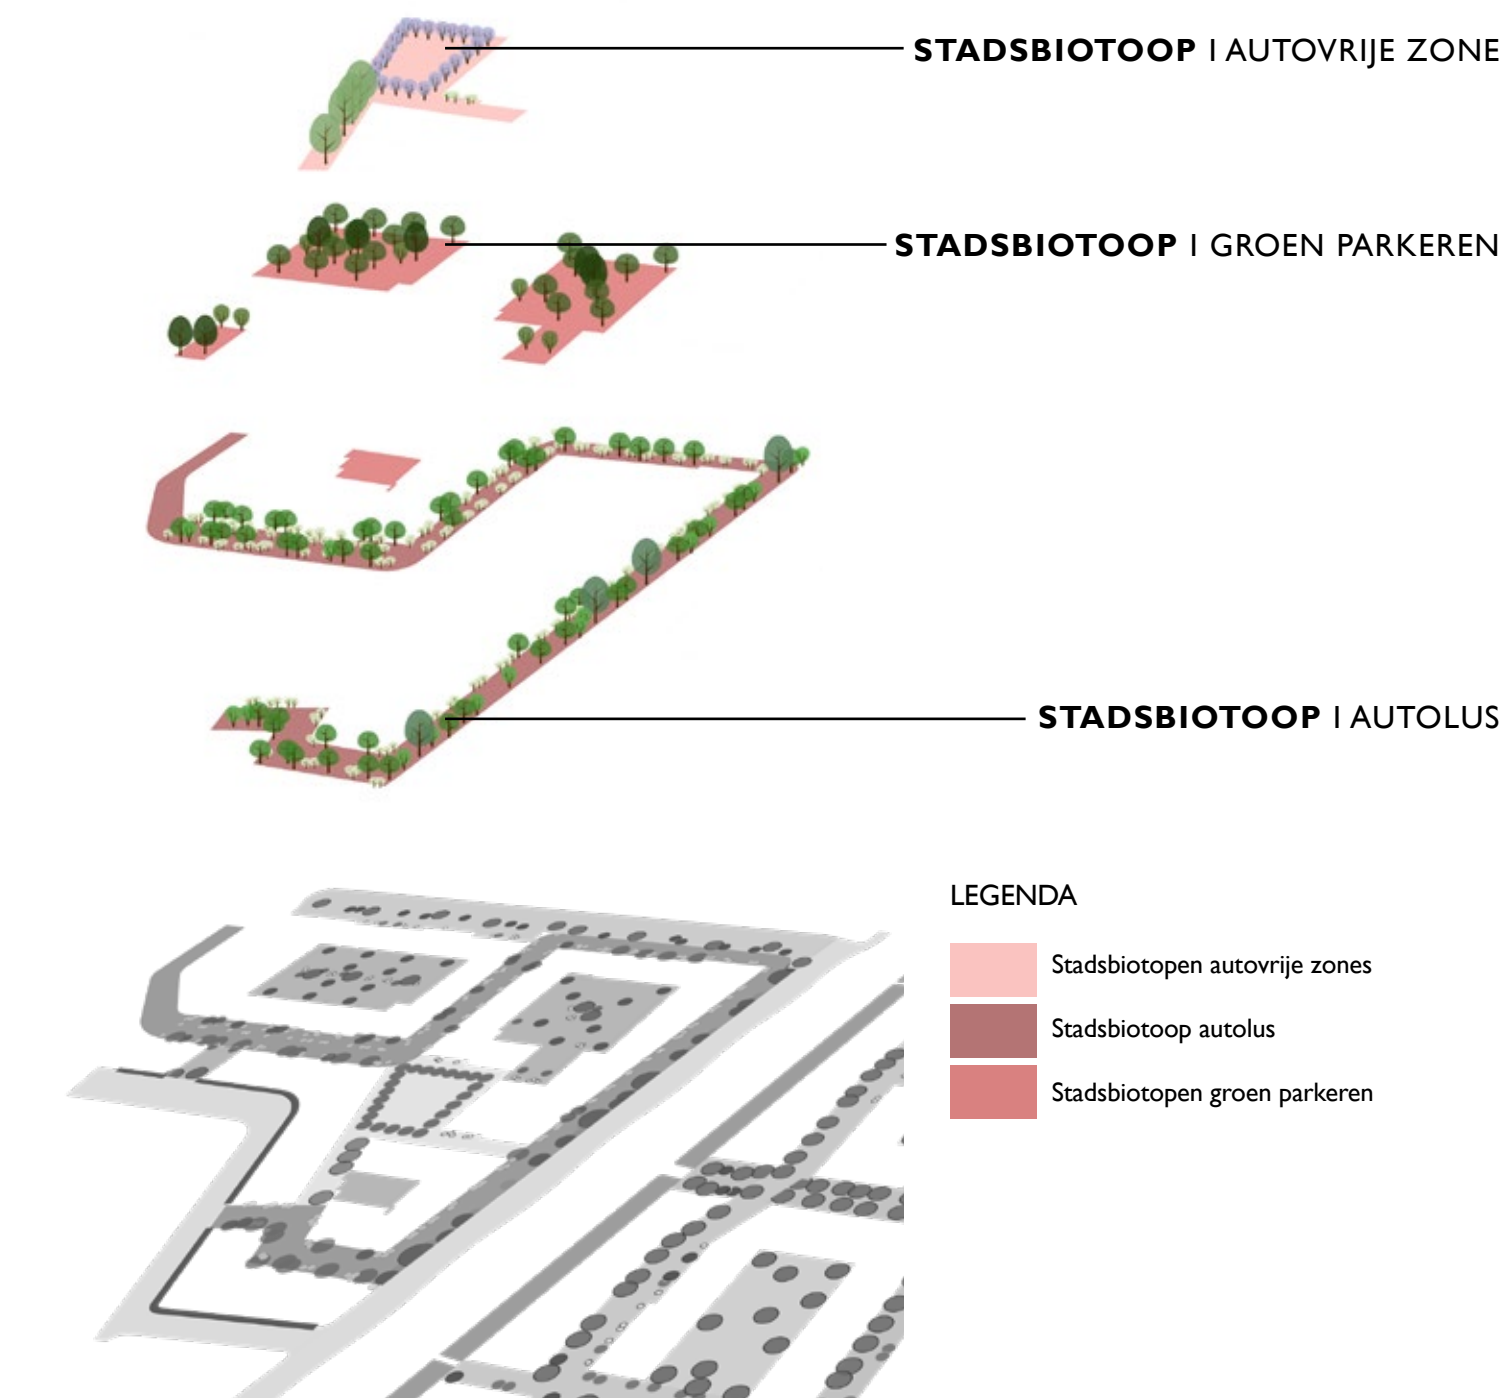 STADSBIOTOOP I AUTOVRIJE ZONE
STADSBIOTOOP I GROEN PARKEREN
STADSBIOTOOP I AUTOLUS
LEGENDA
Stadsbiotopen autovrije zones
Stadsbiotoop autolus
Stadsbiotopen groen parkeren